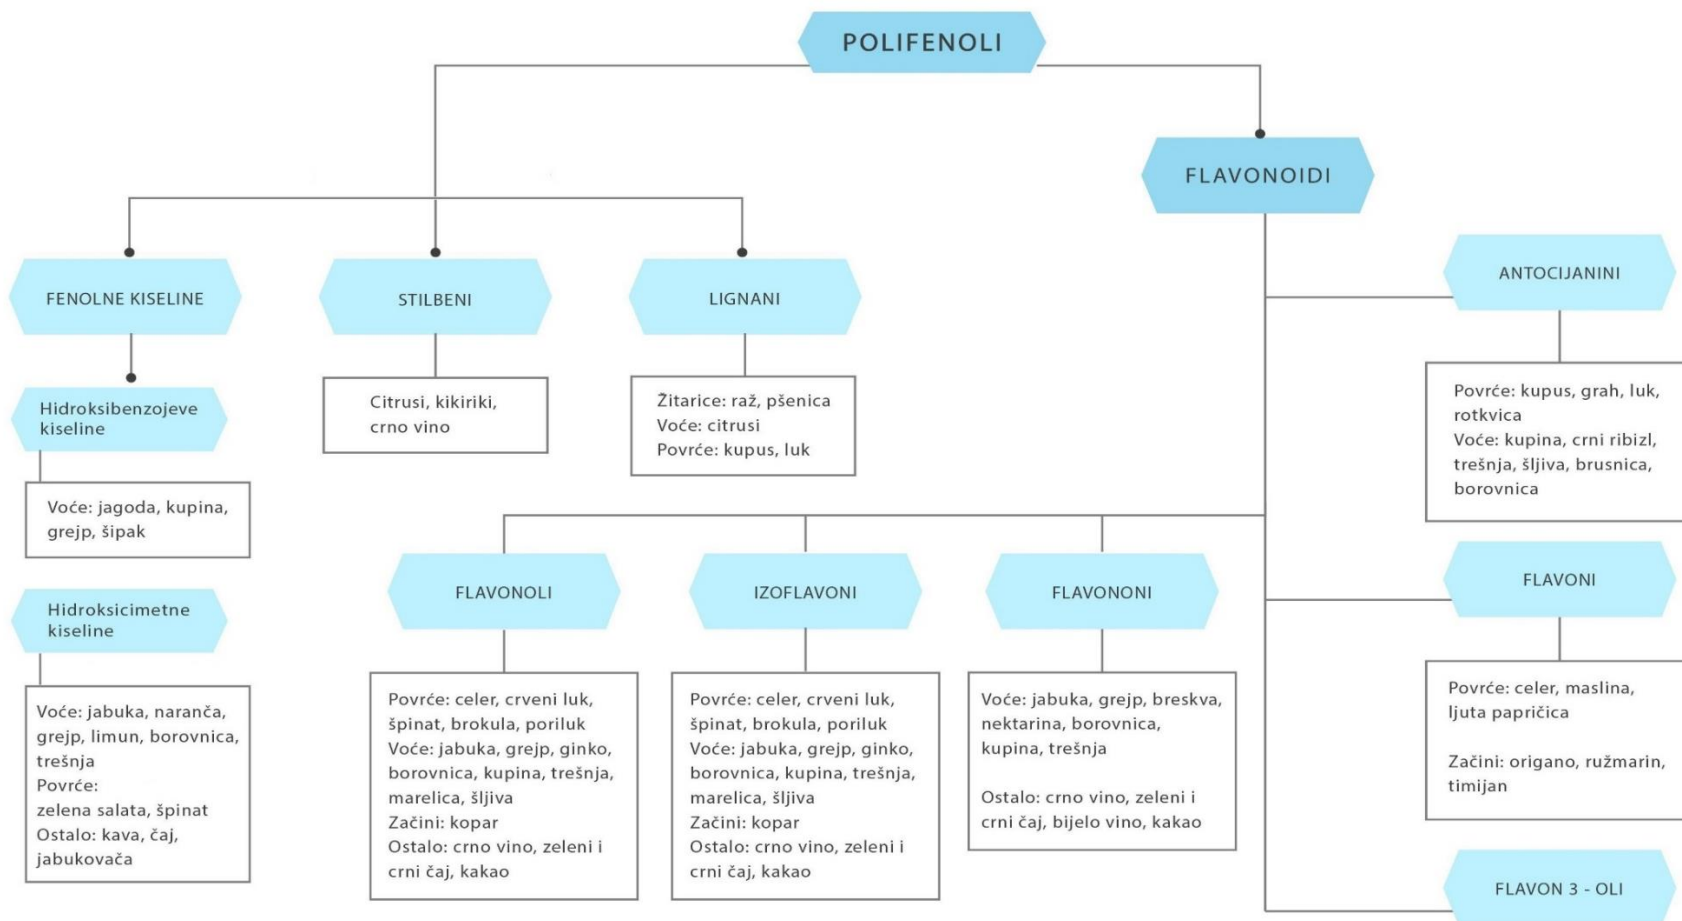 POLIFENOLI
FLAVONOIDI
FENOLNE KISELINE
STILBENI
LIGNANI
ANTOCIJANINI
Hidroksibenzojeve
kiseline
Voće: jagoda, kupina,
grejp, šipak
Hidroksicimetne
kiseline
Voće: jabuka, naranča,
grejp, limun, borovnica,
trešnja
Povrće:
zelena salata, špinat
Ostalo: kava, čaj,
jabukovača
Citrusi, kikiriki,
crno vino
Žitarice: raž, pšenica
Voće: citrusi
Povrće: kupus, luk
Povrće: kupus, grah, luk,
rotkvica
Voće: kupina, crni ribizl,
trešnja, šljiva, brusnica,
borovnica
FLAVONOLI
Povrće: celer, crveni luk,
špinat, brokula, poriluk
Voće: jabuka, grejp, ginko,
borovnica, kupina, trešnja,
marelica, šljiva
Začini: kopar
Ostalo: crno vino, zeleni i
crni čaj, kakao
IZOFLAVONI
Povrće: celer, crveni luk,
špinat, brokula, poriluk
Voće: jabuka, grejp, ginko,
borovnica, kupina, trešnja,
marelica, šljiva
Začini: kopar
Ostalo: crno vino, zeleni i
crni čaj, kakao
FLAVONONI
Voće: jabuka, grejp, breskva,
nektarina, borovnica,
kupina, trešnja
Ostalo: crno vino, zeleni i
crni čaj, bijelo vino, kakao
FLAVONI
Povrće: celer, maslina,
ljuta papričica
Začini: origano, ružmarin,
timijan
FLAVON 3 - OLI